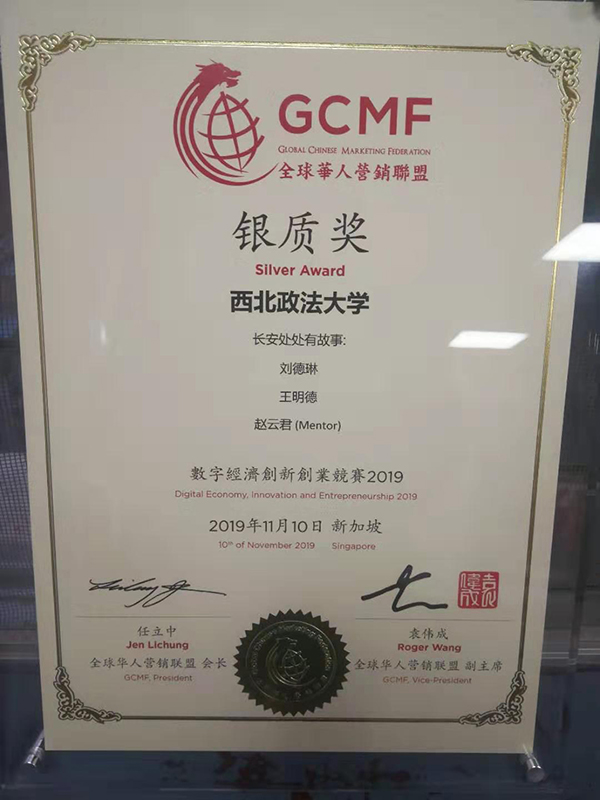 GCMF
GLOBAL CHINESE MARKETING FEDERATION
全球華人營銷聯盟
银质奖
Silver Award
西北政法大学
长安处处有故事:
刘德琳
王明德
赵云君 (Mentor)
數字經濟創新創業競賽2019
Digital Economy, Innovation and Entrepreneurship 2019
2019年11月10日 新加坡
10th of November 2019 Singapore
任立中
Jen Lichung
全球华人营销联盟 会长
GCMF, President
袁伟成
Roger Wang
全球华人营销联盟 副主席
GCMF, Vice-President